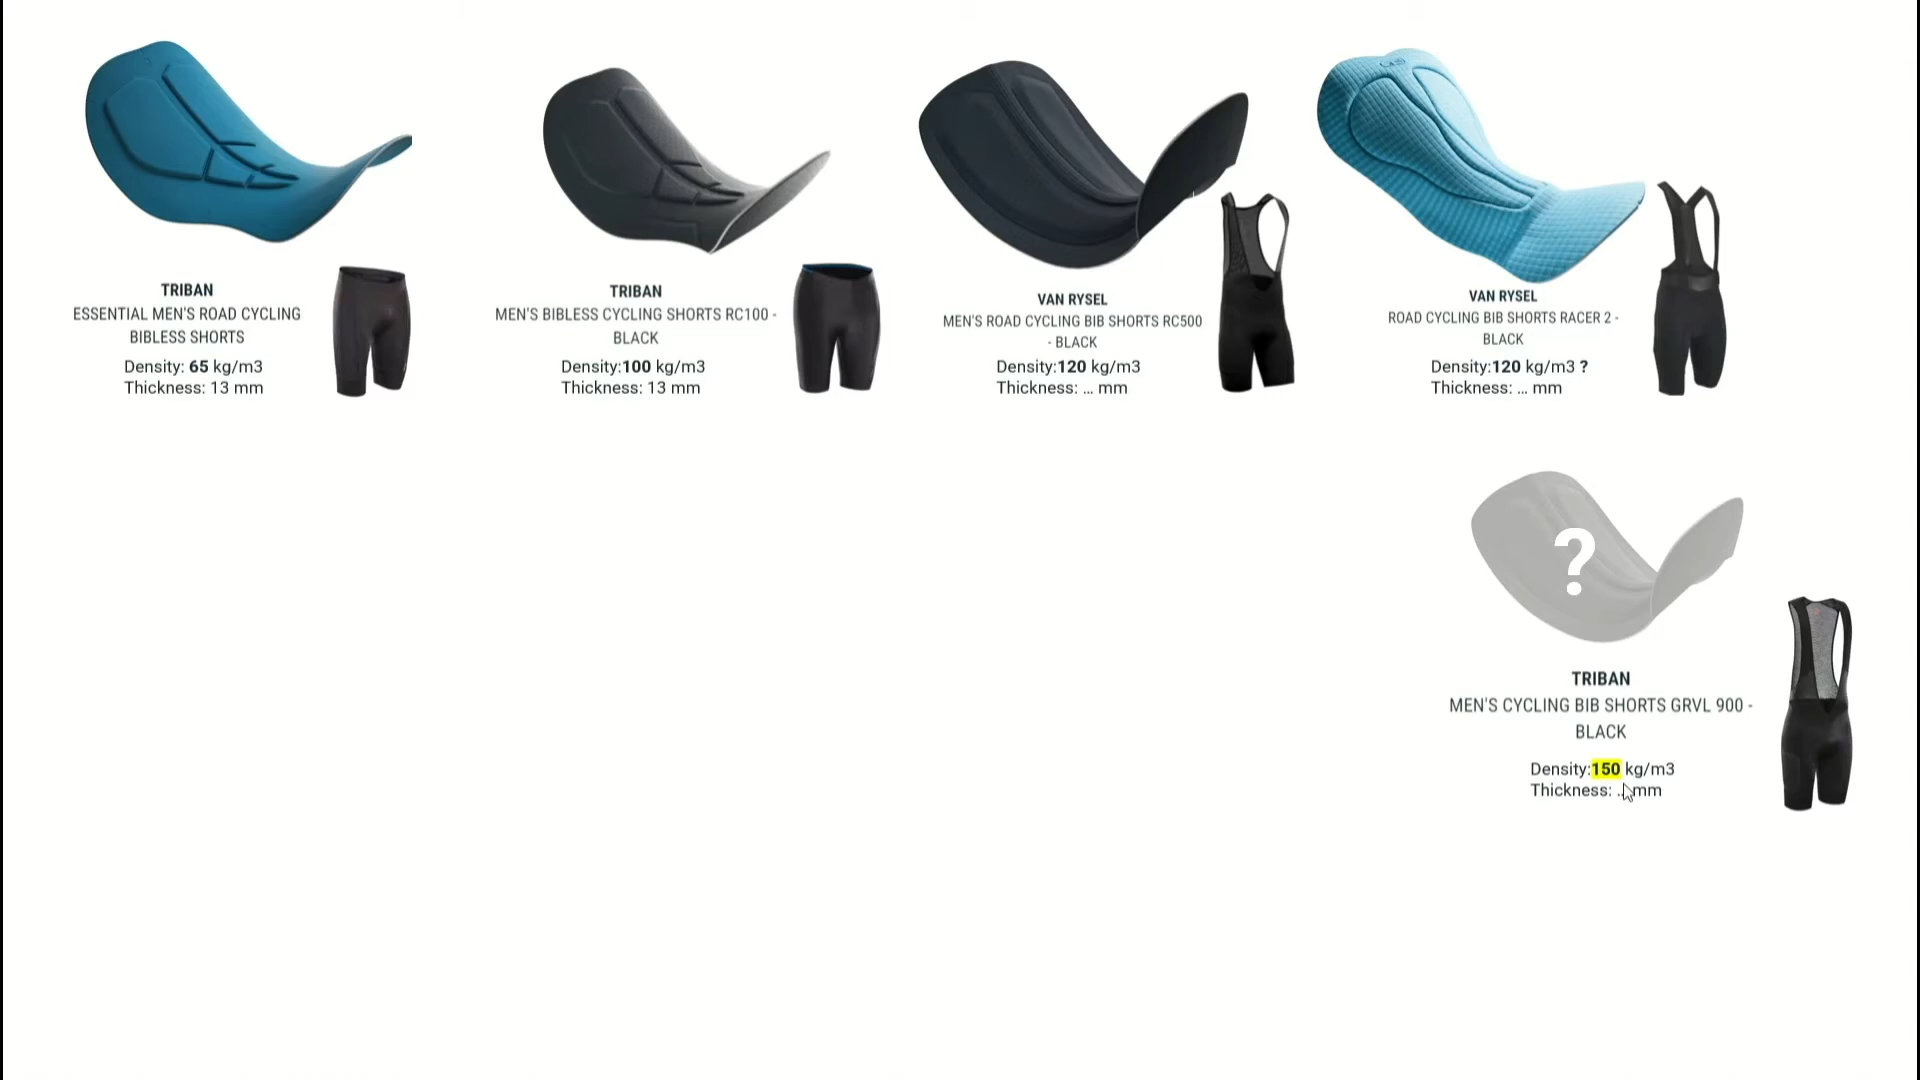 TRIBAN
ESSENTIAL MEN'S ROAD CYCLING
BIBLESS SHORTS
Density: 65 kg/m3
Thickness: 13 mm
TRIBAN
MEN'S BIBLESS CYCLING SHORTS RC100 -
BLACK
Density:100 kg/m3
Thickness: 13 mm
VAN RYSEL
MEN'S ROAD CYCLING BIB SHORTS RC500
- BLACK
Density:120 kg/m3
Thickness: ... mm
VAN RYSEL
ROAD CYCLING BIB SHORTS RACER 2 -
BLACK
Density:120 kg/m3 ?
Thickness: ... mm
?
TRIBAN
MEN'S CYCLING BIB SHORTS GRVL 900 -
BLACK
Density:150 kg/m3
Thickness: .. mm